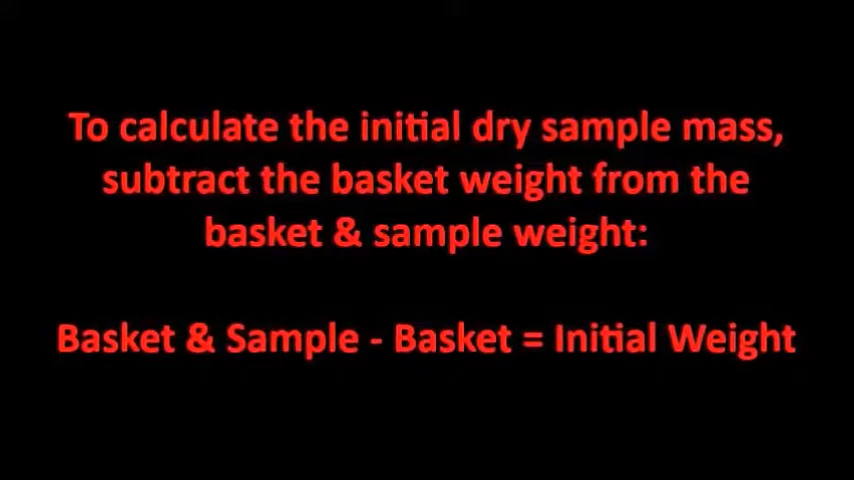 To calculate the initial dry sample mass,
subtract the basket weight from the
basket & sample weight:
Basket & Sample - Basket = Initial Weight